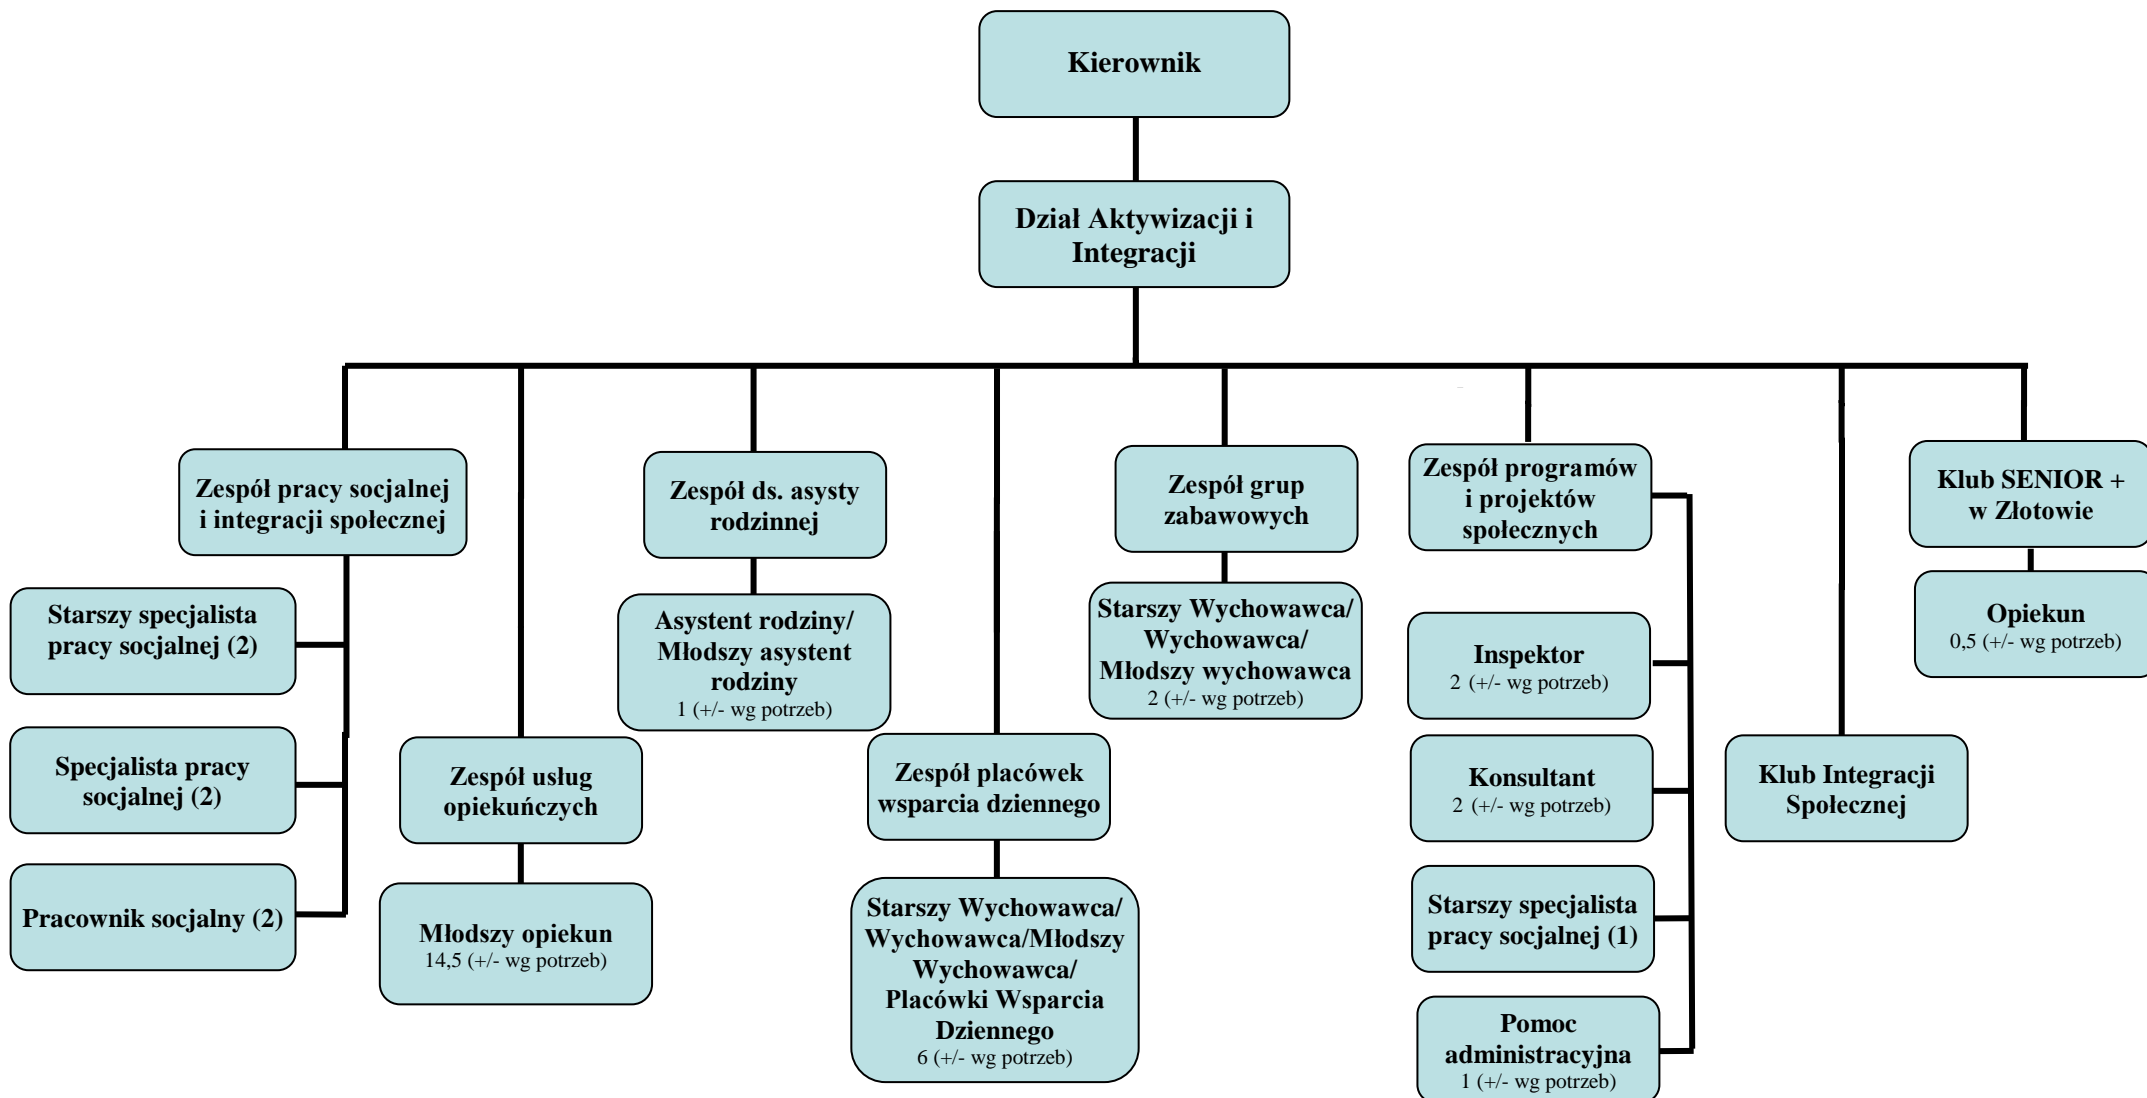 Kierownik
Dział Aktywizacji i
Integracji
Zespół pracy socjalnej
i integracji społecznej
Starszy specjalista
pracy socjalnej (2)
Specjalista pracy
socjalnej (2)
Pracownik socjalny (2)
Zespół usług
opiekuńczych
Młodszy opiekun
14,5 (+/- wg potrzeb)
Zespół ds. asysty
rodzinnej
Asystent rodziny/
Młodszy asystent
rodziny
1 (+/- wg potrzeb)
Zespół placówek
wsparcia dziennego
Starszy Wychowawca/
Wychowawca/Młodszy
Wychowawca/
Placówki Wsparcia
Dziennego
6 (+/- wg potrzeb)
Zespół grup
zabawowych
Starszy Wychowawca/
Wychowawca/
Młodszy wychowawca
2 (+/- wg potrzeb)
Zespół programów
i projektów
społecznych
Inspektor
2 (+/- wg potrzeb)
Konsultant
2 (+/- wg potrzeb)
Starszy specjalista
pracy socjalnej (1)
Pomoc
administracyjna
1 (+/- wg potrzeb)
Klub Integracji
Społecznej
Klub SENIOR +
w Złotowie
Opiekun
0,5 (+/- wg potrzeb)